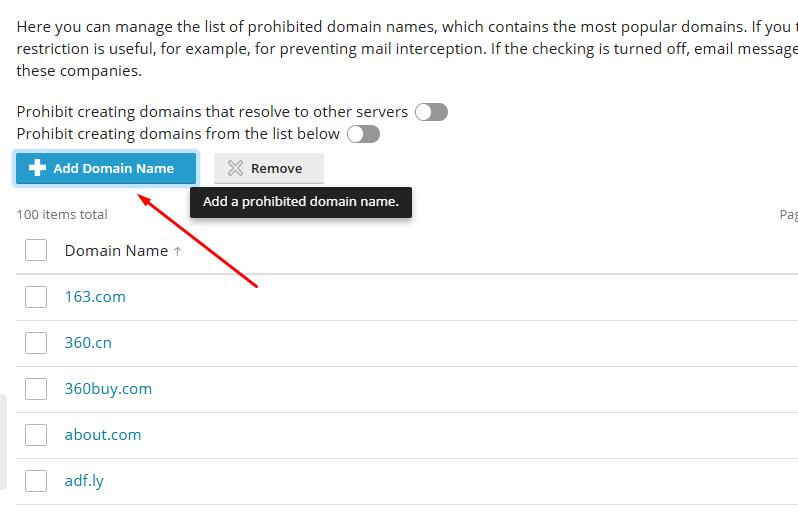 Here you can manage the list of prohibited domain names, which contains the most popular domains. If you
restriction is useful, for example, for preventing mail interception. If the checking is turned off, email message
these companies.
Prohibit creating domains that resolve to other servers
Prohibit creating domains from the list below
Add Domain Name
Remove
Add a prohibited domain name.
100 items total
Domain Name ↑
163.com
360.cn
360buy.com
about.com
adf.ly